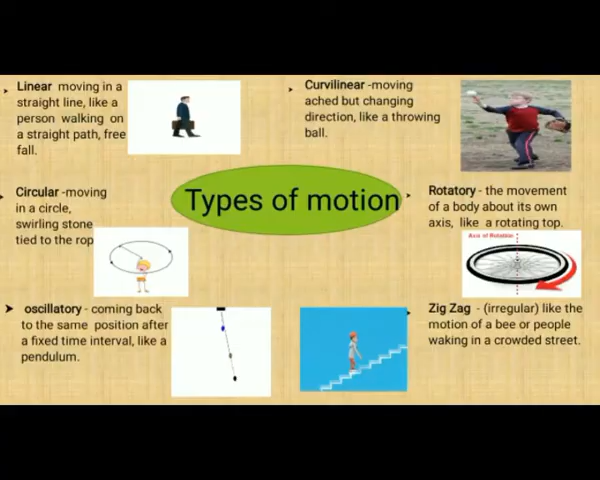 Linear moving in a
straight line, like a
person walking on
a straight path, free
fall.
Curvilinear -moving
ached but changing
direction, like a throwing
ball.
Types of motion
Circular -moving
in a circle,
swirling stone
tied to the rop
Rotatory - the movement
of a body about its own
axis, like a rotating top.
Axis of Rotation
oscillatory - coming back
to the same position after
a fixed time interval, like a
pendulum.
Zig Zag - (irregular) like the
motion of a bee or people
waking in a crowded street.